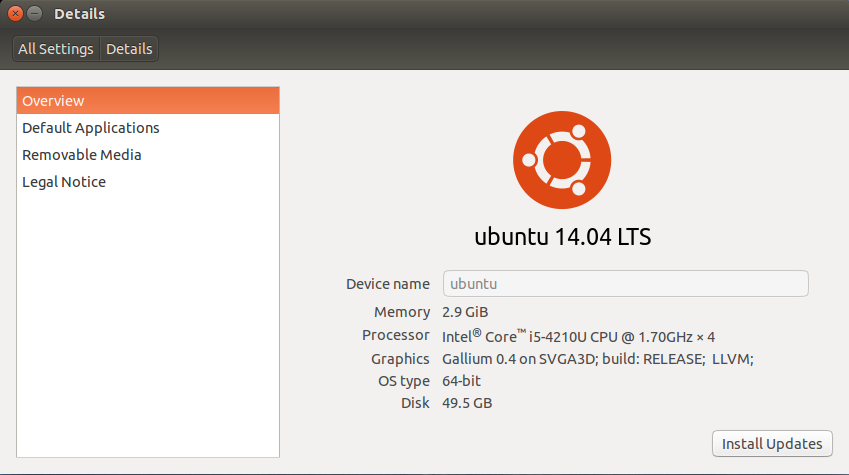 Details
All Settings Details
Overview
Default Applications
Removable Media
Legal Notice
ubuntu 14.04 LTS
Device name ubuntu
Memory 2.9 GiB
Processor Intel® Core™ i5-4210U CPU @ 1.70GHz × 4
Graphics Gallium 0.4 on SVGA3D; build: RELEASE;  LLVM;
OS type 64-bit
Disk 49.5 GB
Install Updates